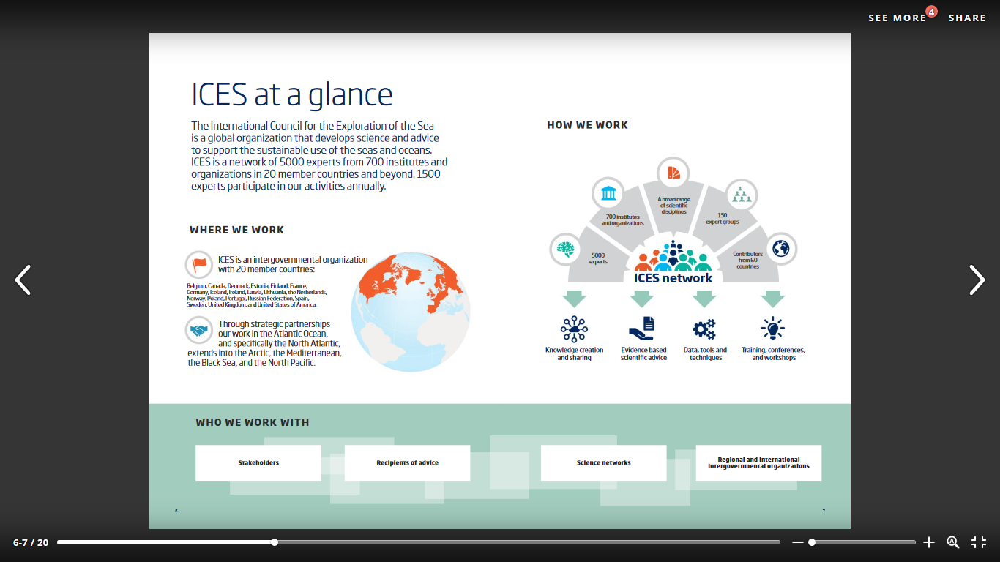 SEE MORE
4
SHARE
ICES at a glance
The International Council for the Exploration of the Sea
is a global organization that develops science and advice
to support the sustainable use of the seas and oceans.
ICES is a network of 5000 experts from 700 institutes and
organizations in 20 member countries and beyond. 1500
experts participate in our activities annually.
WHERE WE WORK
ICES is an intergovernmental organization
with 20 member countries:
Belgium, Canada, Denmark, Estonia, Finland, France,
Germany, Iceland, Ireland, Latvia, Lithuania, the Netherlands,
Norway, Poland, Portugal, Russian Federation, Spain,
Sweden, United Kingdom, and United States of America.
Through strategic partnerships
our work in the Atlantic Ocean,
and specifically the North Atlantic,
extends into the Arctic, the Mediterranean,
the Black Sea, and the North Pacific.
HOW WE WORK
5000
experts
700 institutes
and organizations
A broad range
of scientific
disciplines
150
expert groups
Contributors
from 60
countries
ICES network
Knowledge creation
and sharing
Evidence based
scientific advice
Data, tools and
techniques
Training, conferences,
and workshops
WHO WE WORK WITH
Stakeholders
Recipients of advice
Science networks
Regional and international
intergovernmental organizations
6
7
6-7 / 20
A